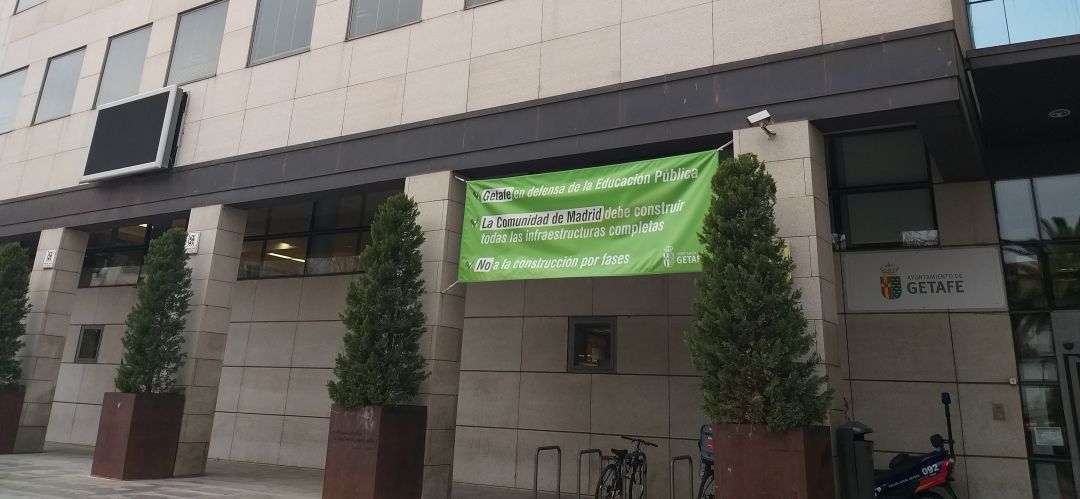 Getafe en defensa de la Educación Pública
La Comunidad de Madrid debe construir
todas las infraestructuras completas
No a la construcción por fases
GETAFE
AYUNTAMIENTO DE
GETAFE
092